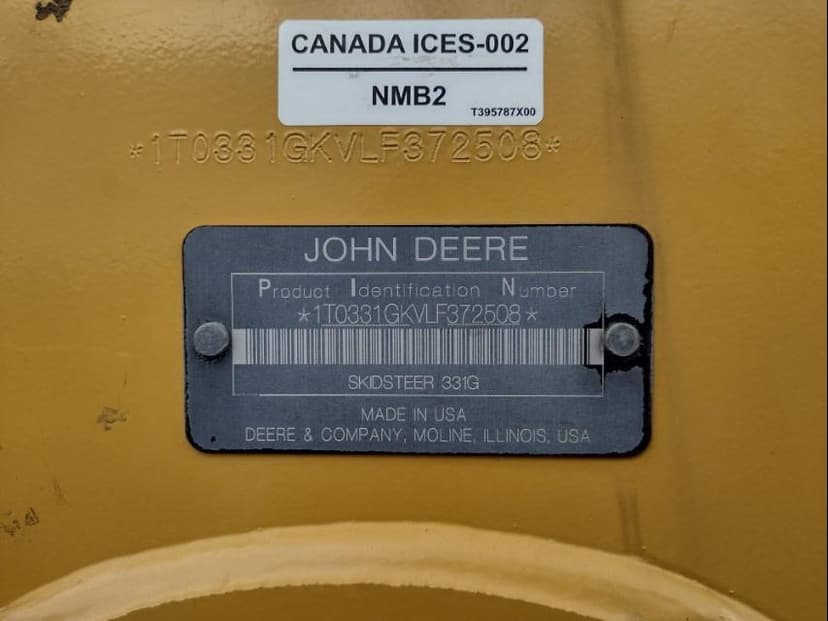 CANADA ICES-002
NMB2
T395787X00
*1T0331GKVLF372508*
JOHN DEERE
Product Identification Number
*1T0331GKVLF372508*
SKIDSTEER 331G
MADE IN USA
DEERE & COMPANY, MOLINE, ILLINOIS, USA